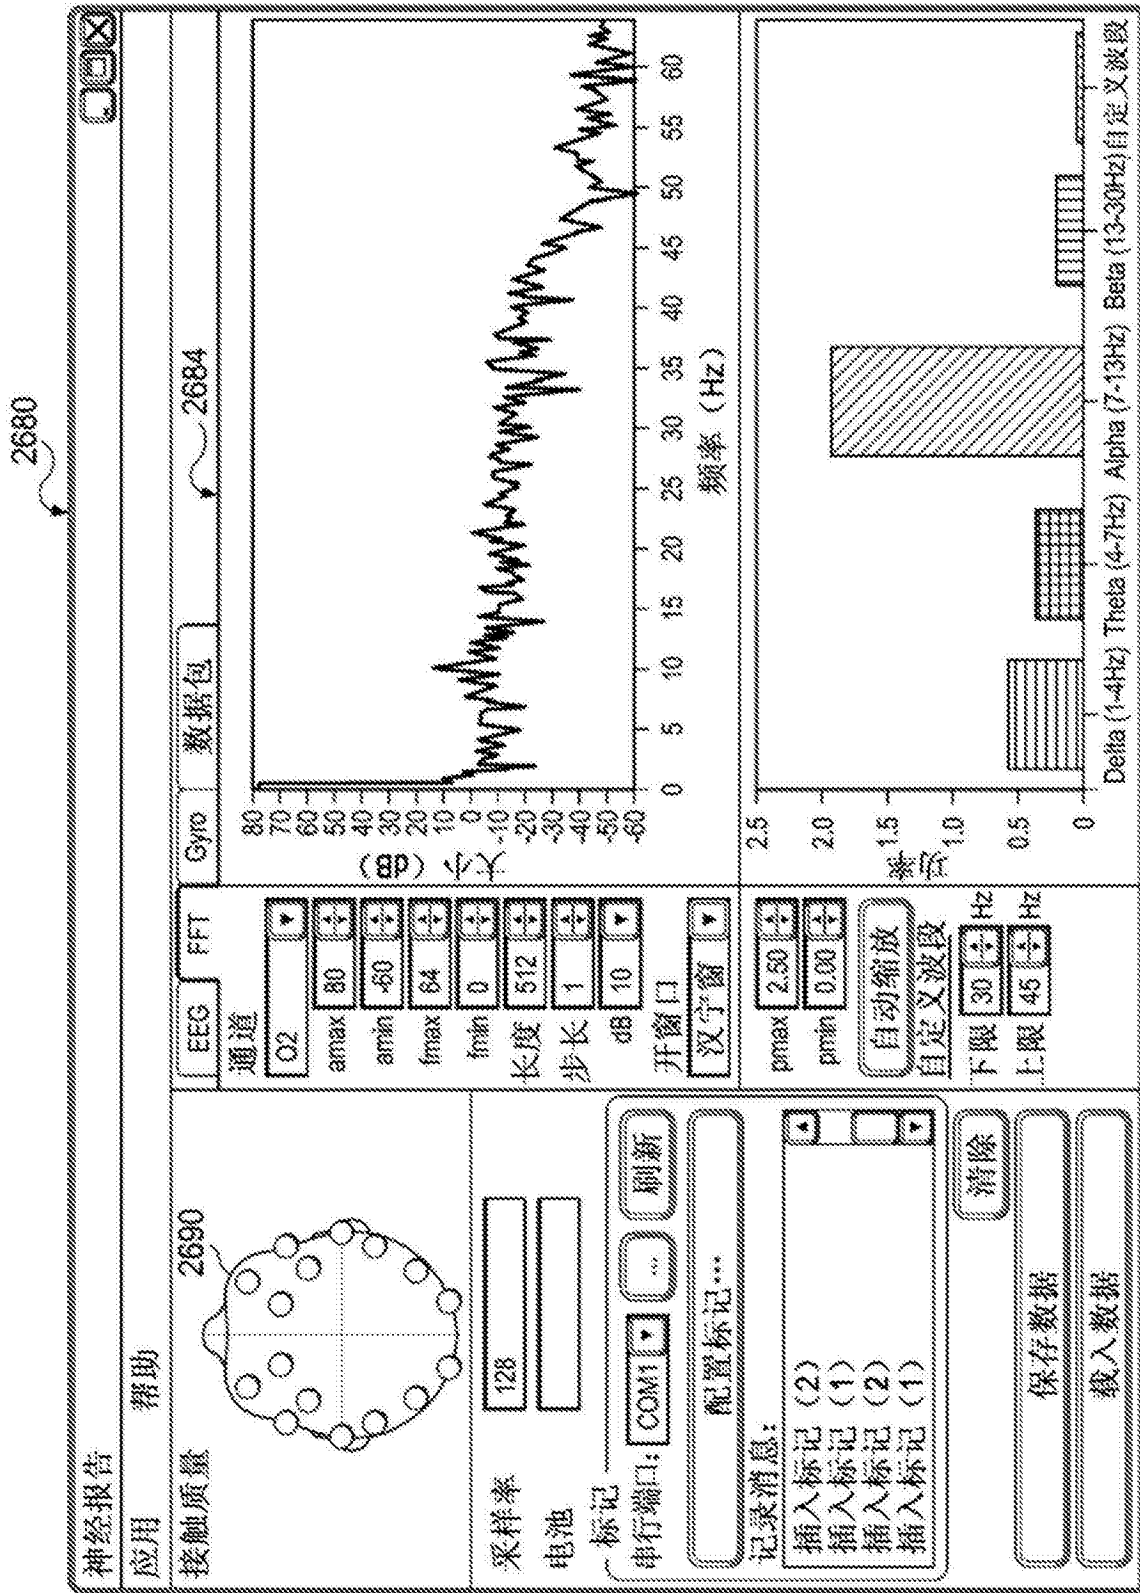 2680
神经报告
应用 帮助
接触质量
2690
采样率 128
电池
标记
串行端口: COM1 ... 刷新
配置标记...
记录消息:
插入标记 (2)
插入标记 (1)
插入标记 (2)
插入标记 (1)
清除
保存数据
载入数据
EEG FFT Gyro 数据包
2684
通道
O2
amax 80
amin -60
fmax 64
fmin 0
长度 512
步长 1
dB 10
开窗口
汉宁窗
大小 (dB)
80
70
60
50
40
30
20
10
0
-10
-20
-30
-40
-50
-60
0 5 10 15 20 25 30 35 40 45 50 55 60
频率 (Hz)
pmax 2.50
pmin 0.00
自动缩放
自定义波段
下限 30 Hz
上限 45 Hz
功率
2.5
2.0
1.5
1.0
0.5
0
Delta (1-4Hz) Theta (4-7Hz) Alpha (7-13Hz) Beta (13-30Hz) 自定义波段